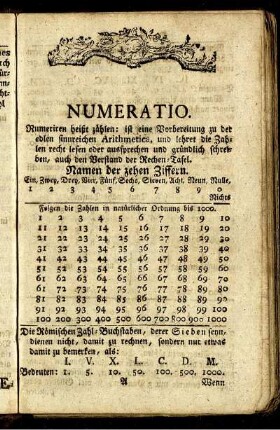 NUMERATIO.
Numeriren heißt zählen: ist eine Vorbereitung zu der
edlen sinnreichen Arithmetica, und lehret die Zah-
len recht lesen oder aussprechen und gründlich schrei-
ben, auch den Verstand der Rechen-Tafel.
Namen der zehen Ziffern.
Ein, Zwey, Drey, Vier, Fünf, Sechs, Sieben, Acht, Neun, Nulle,
1 2 3 4 5 6 7 8 9 0
Nichts
Folgen die Zahlen in natürlicher Ordnung bis 1000.
1 2 3 4 5 6 7 8 9 10
11 12 13 14 15 16 17 18 19 20
21 22 23 24 25 26 27 28 29 30
31 32 33 34 35 36 37 38 39 40
41 42 43 44 45 46 47 48 49 50
51 52 53 54 55 56 57 58 59 60
61 62 63 64 65 66 67 68 69 70
71 72 73 74 75 76 77 78 79 80
81 82 83 84 85 86 87 88 89 90
91 92 93 94 95 96 97 98 99 100
100 200 300 400 500 600 700 800 900 1000
Die Römischen Zahl-Buchstaben, derer Sieben seyn,
dienen nicht, damit zu rechnen, sondern nur etwas
damit zu bemerken, als:
I. V. X. L. C. D. M.
Bedeuten: 1. 5. 10. 50. 100. 500. 1000.
A Wenn